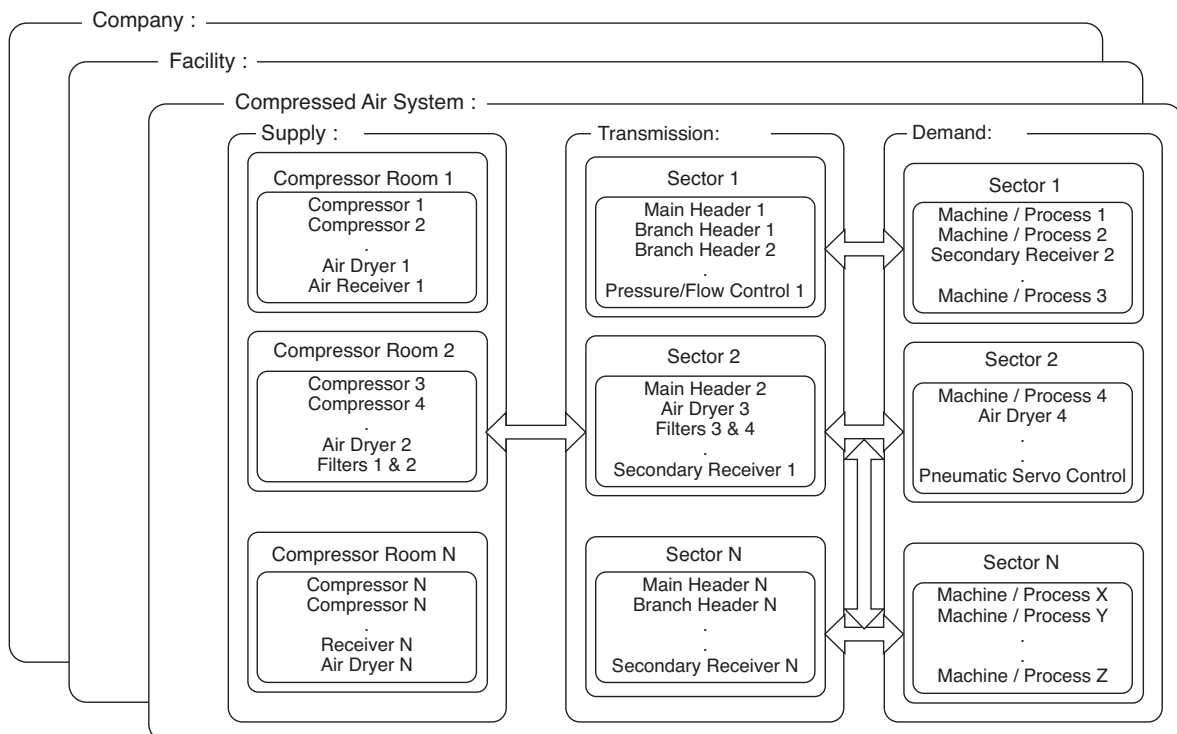 Company :
Facility :
Compressed Air System :
Supply :
Compressor Room 1
Compressor 1
Compressor 2
.
Air Dryer 1
Air Receiver 1
Compressor Room 2
Compressor 3
Compressor 4
.
Air Dryer 2
Filters 1 & 2
Compressor Room N
Compressor N
Compressor N
.
Receiver N
Air Dryer N
Transmission:
Sector 1
Main Header 1
Branch Header 1
Branch Header 2
.
Pressure/Flow Control 1
Sector 2
Main Header 2
Air Dryer 3
Filters 3 & 4
.
Secondary Receiver 1
Sector N
Main Header N
Branch Header N
.
.
Secondary Receiver N
Demand:
Sector 1
Machine / Process 1
Machine / Process 2
Secondary Receiver 2
.
Machine / Process 3
Sector 2
Machine / Process 4
Air Dryer 4
.
.
Pneumatic Servo Control
Sector N
Machine / Process X
Machine / Process Y
.
.
Machine / Process Z